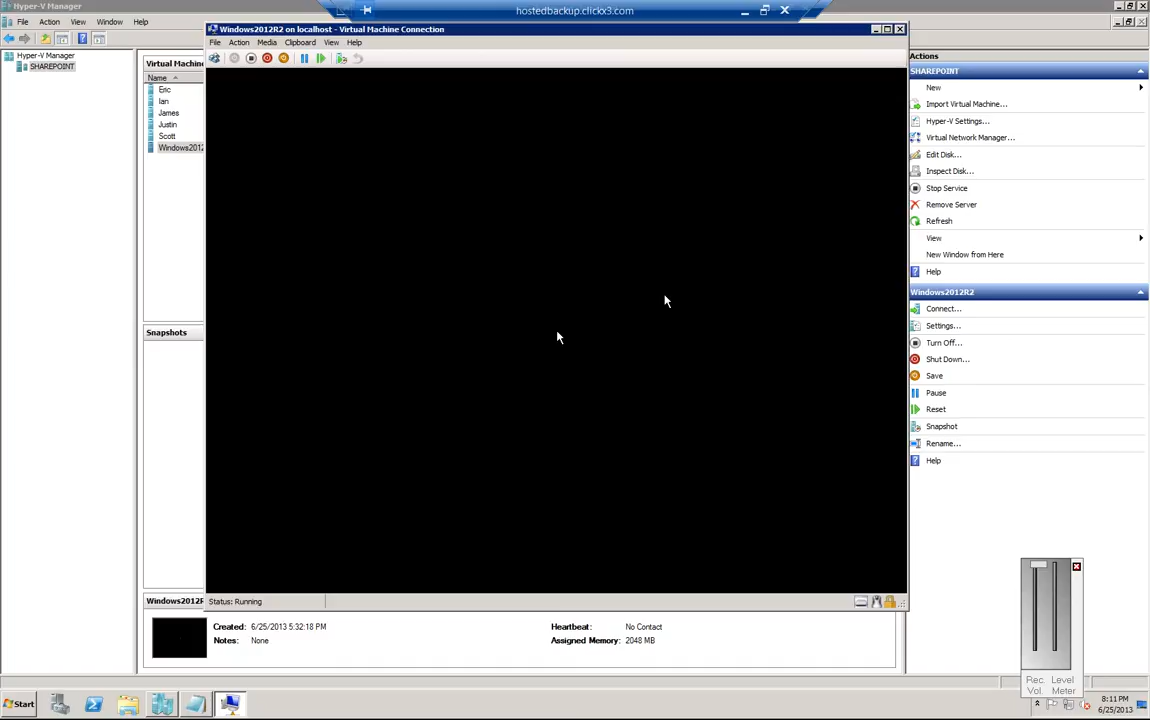 Hyper-V Manager
hostedbackup.clickx3.com
File Action View Window Help
Windows2012R2 on localhost - Virtual Machine Connection
File Action Media Clipboard View Help
Hyper-V Manager
SHAREPOINT
Virtual Machin
Name
Eric
Ian
James
Justin
Scott
Windows2012
Snapshots
Status: Running
Windows2012R
Created: 6/25/2013 5:32:18 PM
Notes: None
Heartbeat: No Contact
Assigned Memory: 2048 MB
Actions
SHAREPOINT
New
Import Virtual Machine...
Hyper-V Settings...
Virtual Network Manager...
Edit Disk...
Inspect Disk...
Stop Service
Remove Server
Refresh
View
New Window from Here
Help
Windows2012R2
Connect...
Settings...
Turn Off...
Shut Down...
Save
Pause
Reset
Snapshot
Rename...
Help
Rec. Level
Vol. Meter
Start
8:11 PM
6/25/2013